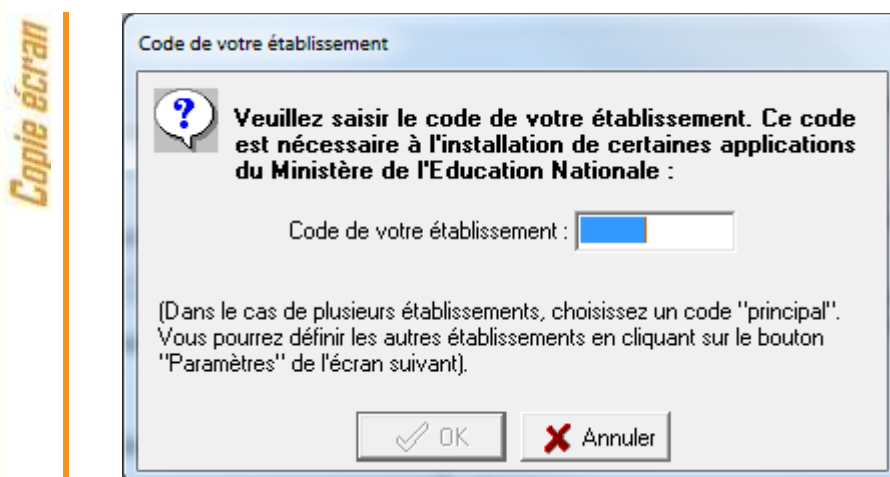 Copie écran
Code de votre établissement
?
Veuillez saisir le code de votre établissement. Ce code
est nécessaire à l'installation de certaines applications
du Ministère de l'Education Nationale :
Code de votre établissement :
(Dans le cas de plusieurs établissements, choisissez un code "principal".
Vous pourrez définir les autres établissements en cliquant sur le bouton
"Paramètres" de l'écran suivant).
OK Annuler